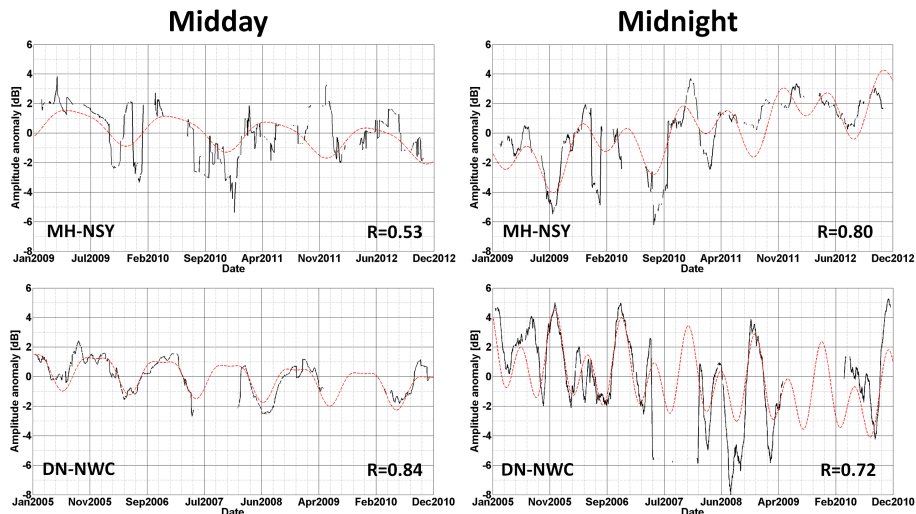 Midday
Midnight
Amplitude anomaly [dB]
6
4
2
0
-2
-4
-6
-8
MH-NSY
R=0.53
Jan2009 Jul2009 Feb2010 Sep2010 Apr2011 Nov2011 Jun2012 Dec2012
Date
Amplitude anomaly [dB]
6
4
2
0
-2
-4
-6
-8
MH-NSY
R=0.80
Jan2009 Jul2009 Feb2010 Sep2010 Apr2011 Nov2011 Jun2012 Dec2012
Date
Amplitude anomaly [dB]
6
4
2
0
-2
-4
-6
-8
DN-NWC
R=0.84
Jan2005 Nov2005 Sep2006 Jul2007 Jun2008 Apr2009 Feb2010 Dec2010
Date
Amplitude anomaly [dB]
6
4
2
0
-2
-4
-6
-8
DN-NWC
R=0.72
Jan2005 Nov2005 Sep2006 Jul2007 Jun2008 Apr2009 Feb2010 Dec2010
Date